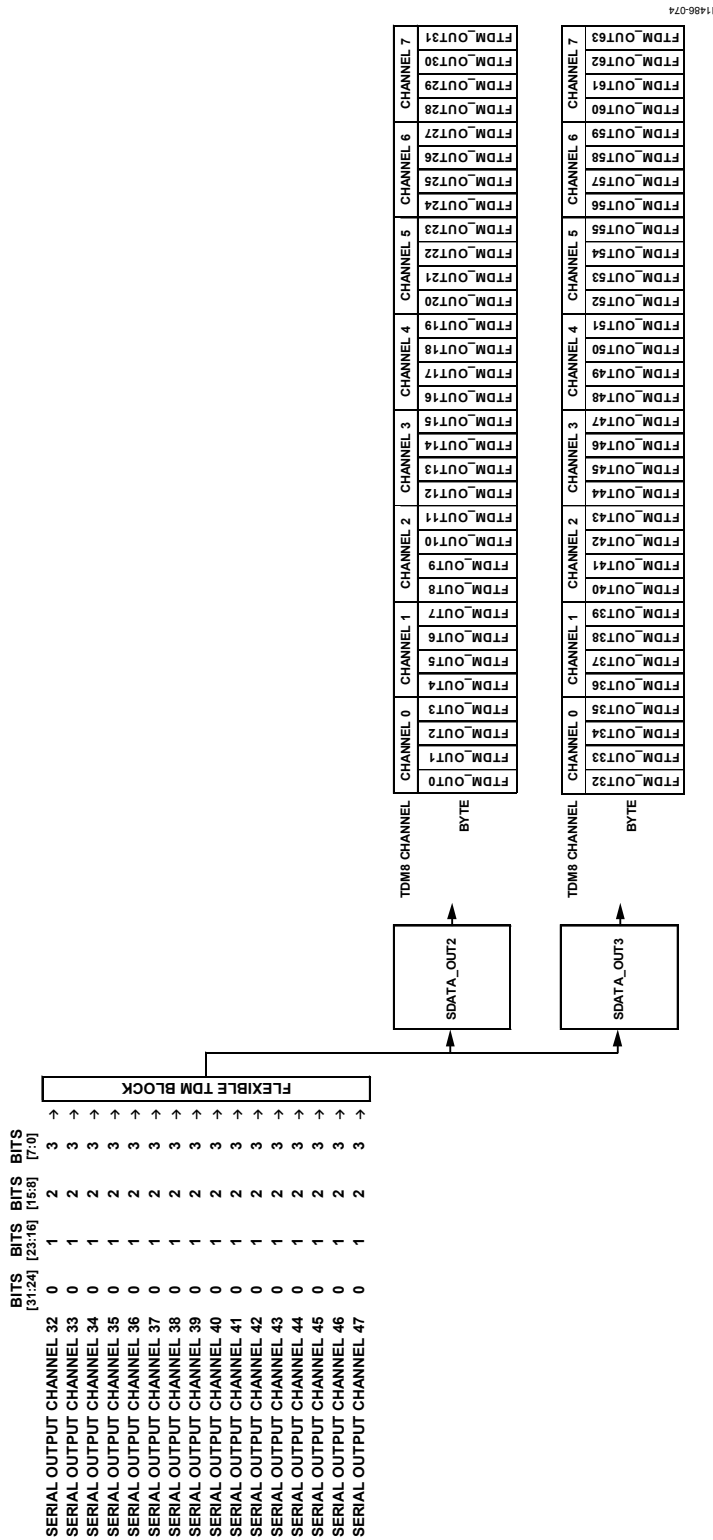 BITS [31:24] BITS [23:16] BITS [15:8] BITS [7:0]
SERIAL OUTPUT CHANNEL 32 0 1 2 3 →
SERIAL OUTPUT CHANNEL 33 0 1 2 3 →
SERIAL OUTPUT CHANNEL 34 0 1 2 3 →
SERIAL OUTPUT CHANNEL 35 0 1 2 3 →
SERIAL OUTPUT CHANNEL 36 0 1 2 3 →
SERIAL OUTPUT CHANNEL 37 0 1 2 3 →
SERIAL OUTPUT CHANNEL 38 0 1 2 3 →
SERIAL OUTPUT CHANNEL 39 0 1 2 3 →
SERIAL OUTPUT CHANNEL 40 0 1 2 3 →
SERIAL OUTPUT CHANNEL 41 0 1 2 3 →
SERIAL OUTPUT CHANNEL 42 0 1 2 3 →
SERIAL OUTPUT CHANNEL 43 0 1 2 3 →
SERIAL OUTPUT CHANNEL 44 0 1 2 3 →
SERIAL OUTPUT CHANNEL 45 0 1 2 3 →
SERIAL OUTPUT CHANNEL 46 0 1 2 3 →
SERIAL OUTPUT CHANNEL 47 0 1 2 3 →
FLEXIBLE TDM BLOCK
SDATA_OUT2
TDM8 CHANNEL
CHANNEL 0 CHANNEL 1 CHANNEL 2 CHANNEL 3 CHANNEL 4 CHANNEL 5 CHANNEL 6 CHANNEL 7
BYTE
FTDM_OUT0
FTDM_OUT1
FTDM_OUT2
FTDM_OUT3
FTDM_OUT4
FTDM_OUT5
FTDM_OUT6
FTDM_OUT7
FTDM_OUT8
FTDM_OUT9
FTDM_OUT10
FTDM_OUT11
FTDM_OUT12
FTDM_OUT13
FTDM_OUT14
FTDM_OUT15
FTDM_OUT16
FTDM_OUT17
FTDM_OUT18
FTDM_OUT19
FTDM_OUT20
FTDM_OUT21
FTDM_OUT22
FTDM_OUT23
FTDM_OUT24
FTDM_OUT25
FTDM_OUT26
FTDM_OUT27
FTDM_OUT28
FTDM_OUT29
FTDM_OUT30
FTDM_OUT31
SDATA_OUT3
TDM8 CHANNEL
CHANNEL 0 CHANNEL 1 CHANNEL 2 CHANNEL 3 CHANNEL 4 CHANNEL 5 CHANNEL 6 CHANNEL 7
BYTE
FTDM_OUT32
FTDM_OUT33
FTDM_OUT34
FTDM_OUT35
FTDM_OUT36
FTDM_OUT37
FTDM_OUT38
FTDM_OUT39
FTDM_OUT40
FTDM_OUT41
FTDM_OUT42
FTDM_OUT43
FTDM_OUT44
FTDM_OUT45
FTDM_OUT46
FTDM_OUT47
FTDM_OUT48
FTDM_OUT49
FTDM_OUT50
FTDM_OUT51
FTDM_OUT52
FTDM_OUT53
FTDM_OUT54
FTDM_OUT55
FTDM_OUT56
FTDM_OUT57
FTDM_OUT58
FTDM_OUT59
FTDM_OUT60
FTDM_OUT61
FTDM_OUT62
FTDM_OUT63